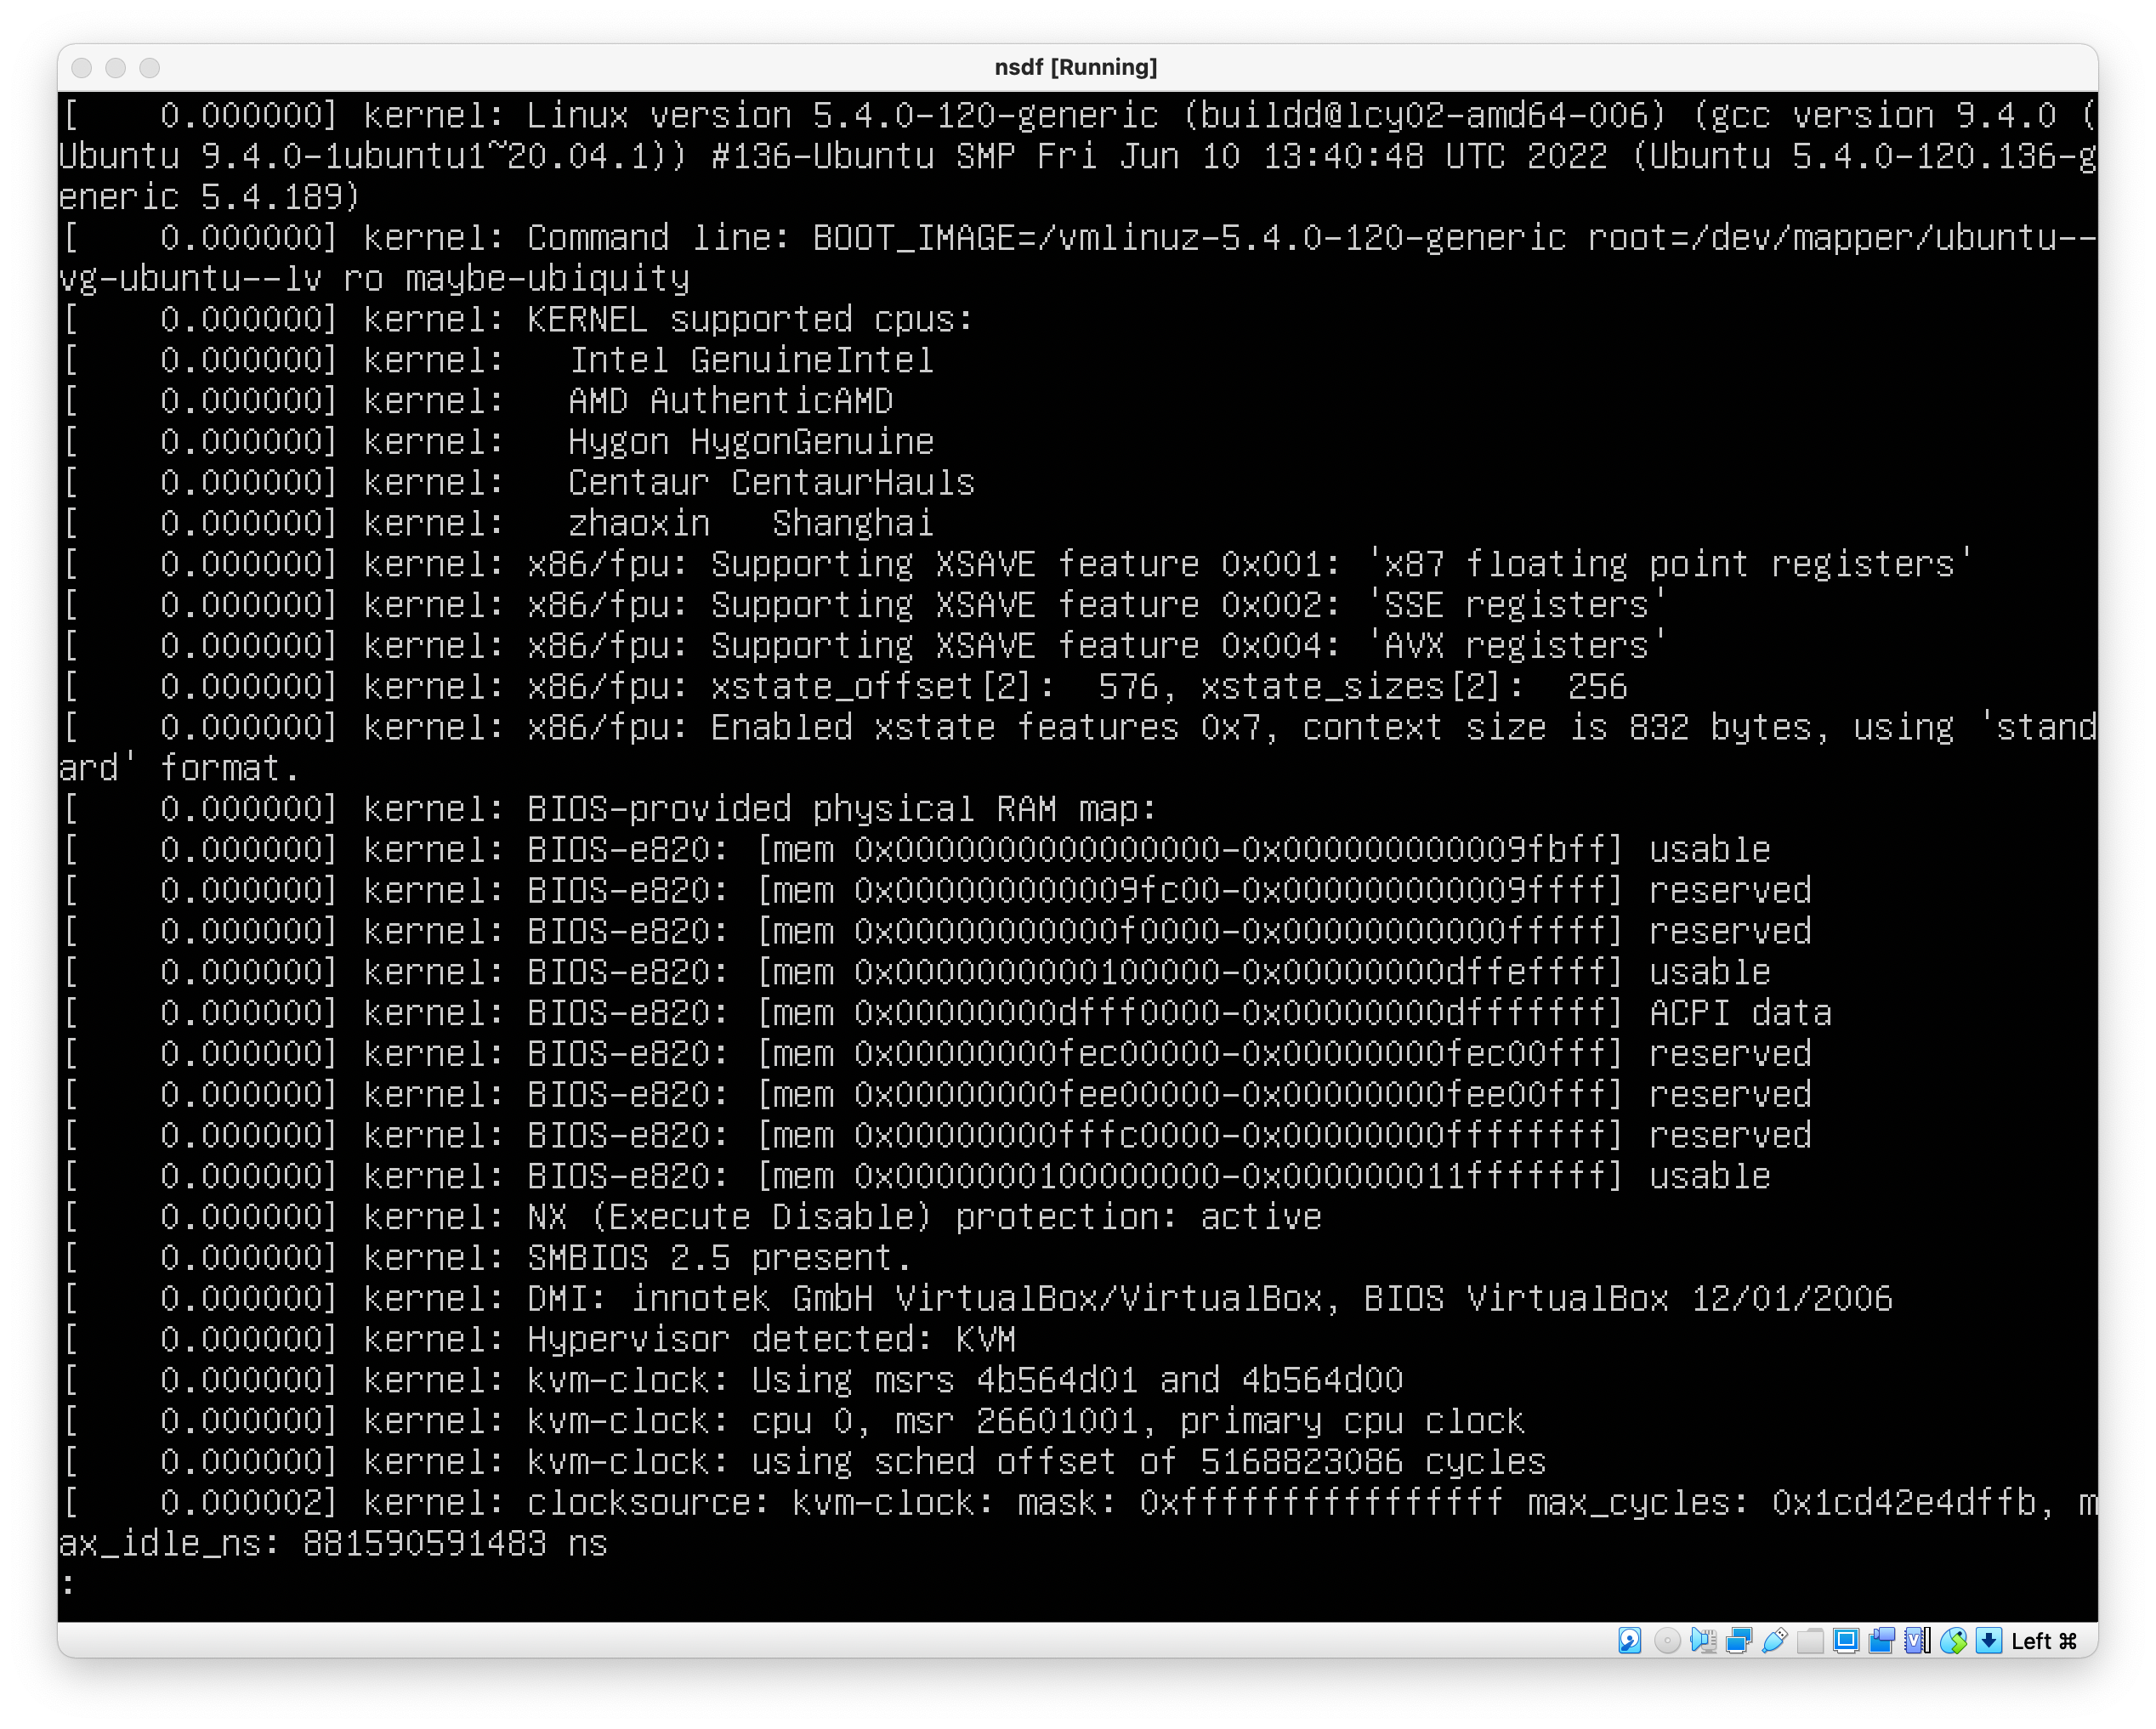 nsdf [Running]
[    0.000000] kernel: Linux version 5.4.0-120-generic (buildd@lcy02-amd64-006) (gcc version 9.4.0 (
Ubuntu 9.4.0-1ubuntu1~20.04.1)) #136-Ubuntu SMP Fri Jun 10 13:40:48 UTC 2022 (Ubuntu 5.4.0-120.136-g
eneric 5.4.189)
[    0.000000] kernel: Command line: BOOT_IMAGE=/vmlinuz-5.4.0-120-generic root=/dev/mapper/ubuntu--
vg-ubuntu--lv ro maybe-ubiquity
[    0.000000] kernel: KERNEL supported cpus:
[    0.000000] kernel:   Intel GenuineIntel
[    0.000000] kernel:   AMD AuthenticAMD
[    0.000000] kernel:   Hygon HygonGenuine
[    0.000000] kernel:   Centaur CentaurHauls
[    0.000000] kernel:   zhaoxin   Shanghai
[    0.000000] kernel: x86/fpu: Supporting XSAVE feature 0x001: 'x87 floating point registers'
[    0.000000] kernel: x86/fpu: Supporting XSAVE feature 0x002: 'SSE registers'
[    0.000000] kernel: x86/fpu: Supporting XSAVE feature 0x004: 'AVX registers'
[    0.000000] kernel: x86/fpu: xstate_offset[2]:  576, xstate_sizes[2]:  256
[    0.000000] kernel: x86/fpu: Enabled xstate features 0x7, context size is 832 bytes, using 'stand
ard' format.
[    0.000000] kernel: BIOS-provided physical RAM map:
[    0.000000] kernel: BIOS-e820: [mem 0x0000000000000000-0x000000000009fbff] usable
[    0.000000] kernel: BIOS-e820: [mem 0x000000000009fc00-0x000000000009ffff] reserved
[    0.000000] kernel: BIOS-e820: [mem 0x00000000000f0000-0x00000000000fffff] reserved
[    0.000000] kernel: BIOS-e820: [mem 0x0000000000100000-0x00000000dffeffff] usable
[    0.000000] kernel: BIOS-e820: [mem 0x00000000dfff0000-0x00000000dfffffff] ACPI data
[    0.000000] kernel: BIOS-e820: [mem 0x00000000fec00000-0x00000000fec00fff] reserved
[    0.000000] kernel: BIOS-e820: [mem 0x00000000fee00000-0x00000000fee00fff] reserved
[    0.000000] kernel: BIOS-e820: [mem 0x00000000fffc0000-0x00000000ffffffff] reserved
[    0.000000] kernel: BIOS-e820: [mem 0x0000000100000000-0x000000011fffffff] usable
[    0.000000] kernel: NX (Execute Disable) protection: active
[    0.000000] kernel: SMBIOS 2.5 present.
[    0.000000] kernel: DMI: innotek GmbH VirtualBox/VirtualBox, BIOS VirtualBox 12/01/2006
[    0.000000] kernel: Hypervisor detected: KVM
[    0.000000] kernel: kvm-clock: Using msrs 4b564d01 and 4b564d00
[    0.000000] kernel: kvm-clock: cpu 0, msr 26601001, primary cpu clock
[    0.000000] kernel: kvm-clock: using sched offset of 5168823086 cycles
[    0.000002] kernel: clocksource: kvm-clock: mask: 0xffffffffffffffff max_cycles: 0x1cd42e4dffb, m
ax_idle_ns: 881590591483 ns
:
Left ⌘